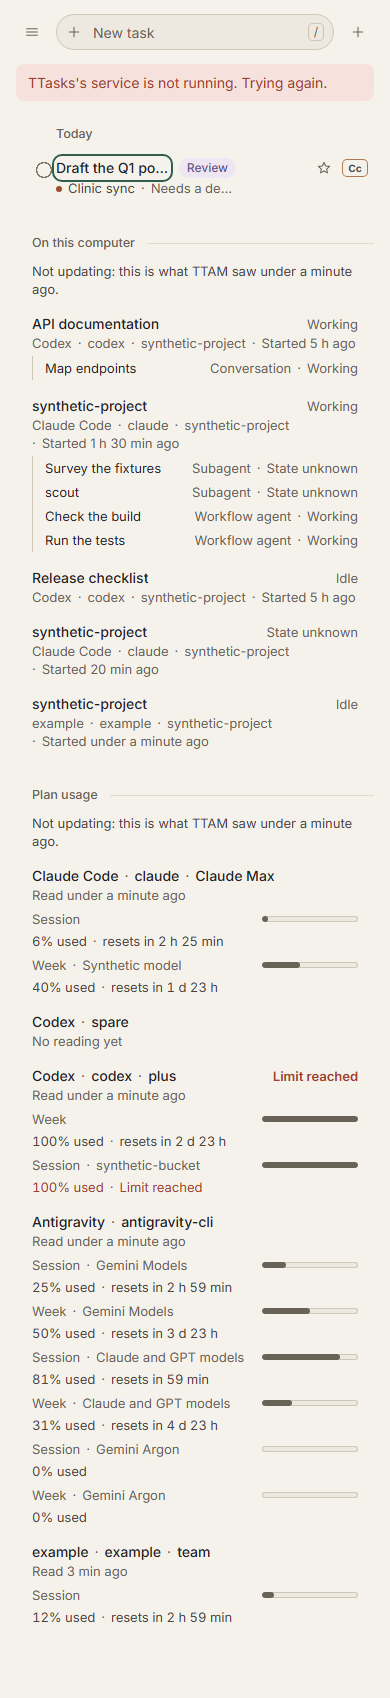 New task /
TTasks's service is not running. Trying again.
Today
Draft the Q1 po... Review Cc
Clinic sync · Needs a de...
On this computer
Not updating: this is what TTAM saw under a minute
ago.
API documentation Working
Codex · codex · synthetic-project · Started 5 h ago
Map endpoints Conversation · Working
synthetic-project Working
Claude Code · claude · synthetic-project
· Started 1 h 30 min ago
Survey the fixtures Subagent · State unknown
scout Subagent · State unknown
Check the build Workflow agent · Working
Run the tests Workflow agent · Working
Release checklist Idle
Codex · codex · synthetic-project · Started 5 h ago
synthetic-project State unknown
Claude Code · claude · synthetic-project
· Started 20 min ago
synthetic-project Idle
example · example · synthetic-project
· Started under a minute ago
Plan usage
Not updating: this is what TTAM saw under a minute
ago.
Claude Code · claude · Claude Max
Read under a minute ago
Session
6% used · resets in 2 h 25 min
Week · Synthetic model
40% used · resets in 1 d 23 h
Codex · spare
No reading yet
Codex · codex · plus Limit reached
Read under a minute ago
Week
100% used · resets in 2 d 23 h
Session · synthetic-bucket
100% used · Limit reached
Antigravity · antigravity-cli
Read under a minute ago
Session · Gemini Models
25% used · resets in 2 h 59 min
Week · Gemini Models
50% used · resets in 3 d 23 h
Session · Claude and GPT models
81% used · resets in 59 min
Week · Claude and GPT models
31% used · resets in 4 d 23 h
Session · Gemini Argon
0% used
Week · Gemini Argon
0% used
example · example · team
Read 3 min ago
Session
12% used · resets in 2 h 59 min